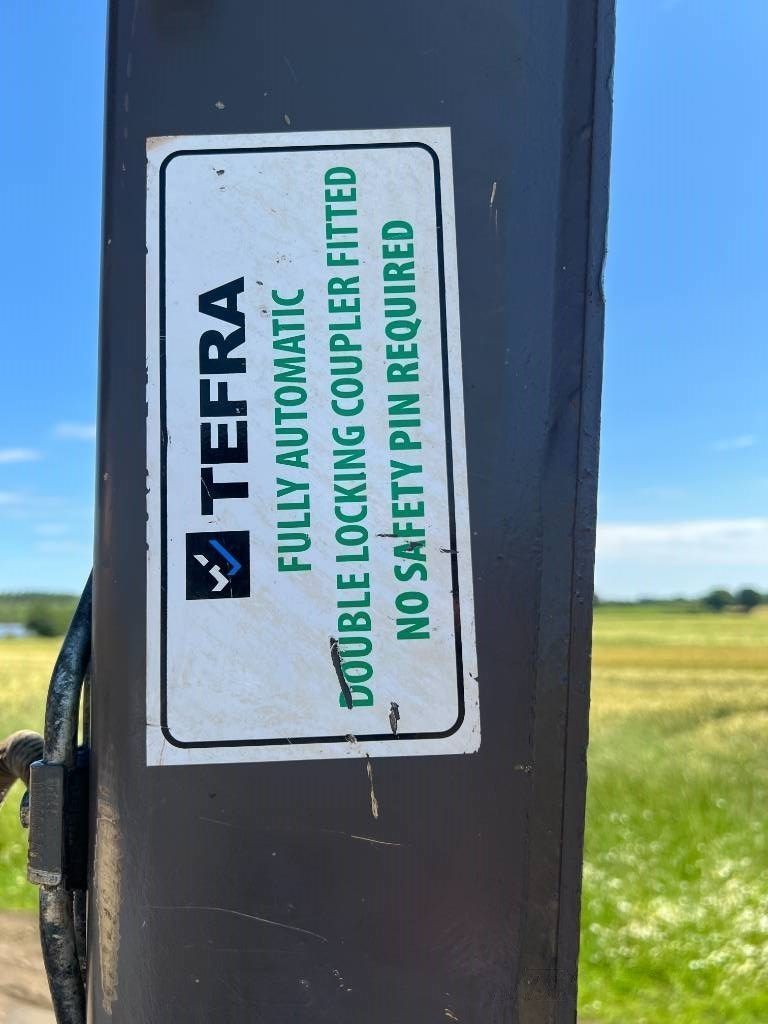 TEFRA
FULLY AUTOMATIC
DOUBLE LOCKING COUPLER FITTED
NO SAFETY PIN REQUIRED